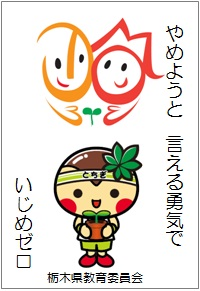 やめようと 言える勇気で
いじめゼロ
とちぎ
栃木県教育委員会